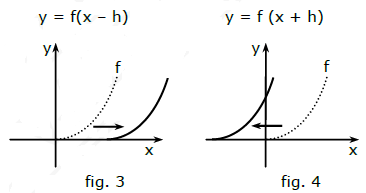 y = f(x – h)
y
f
x
fig. 3
y = f (x + h)
y
f
x
fig. 4